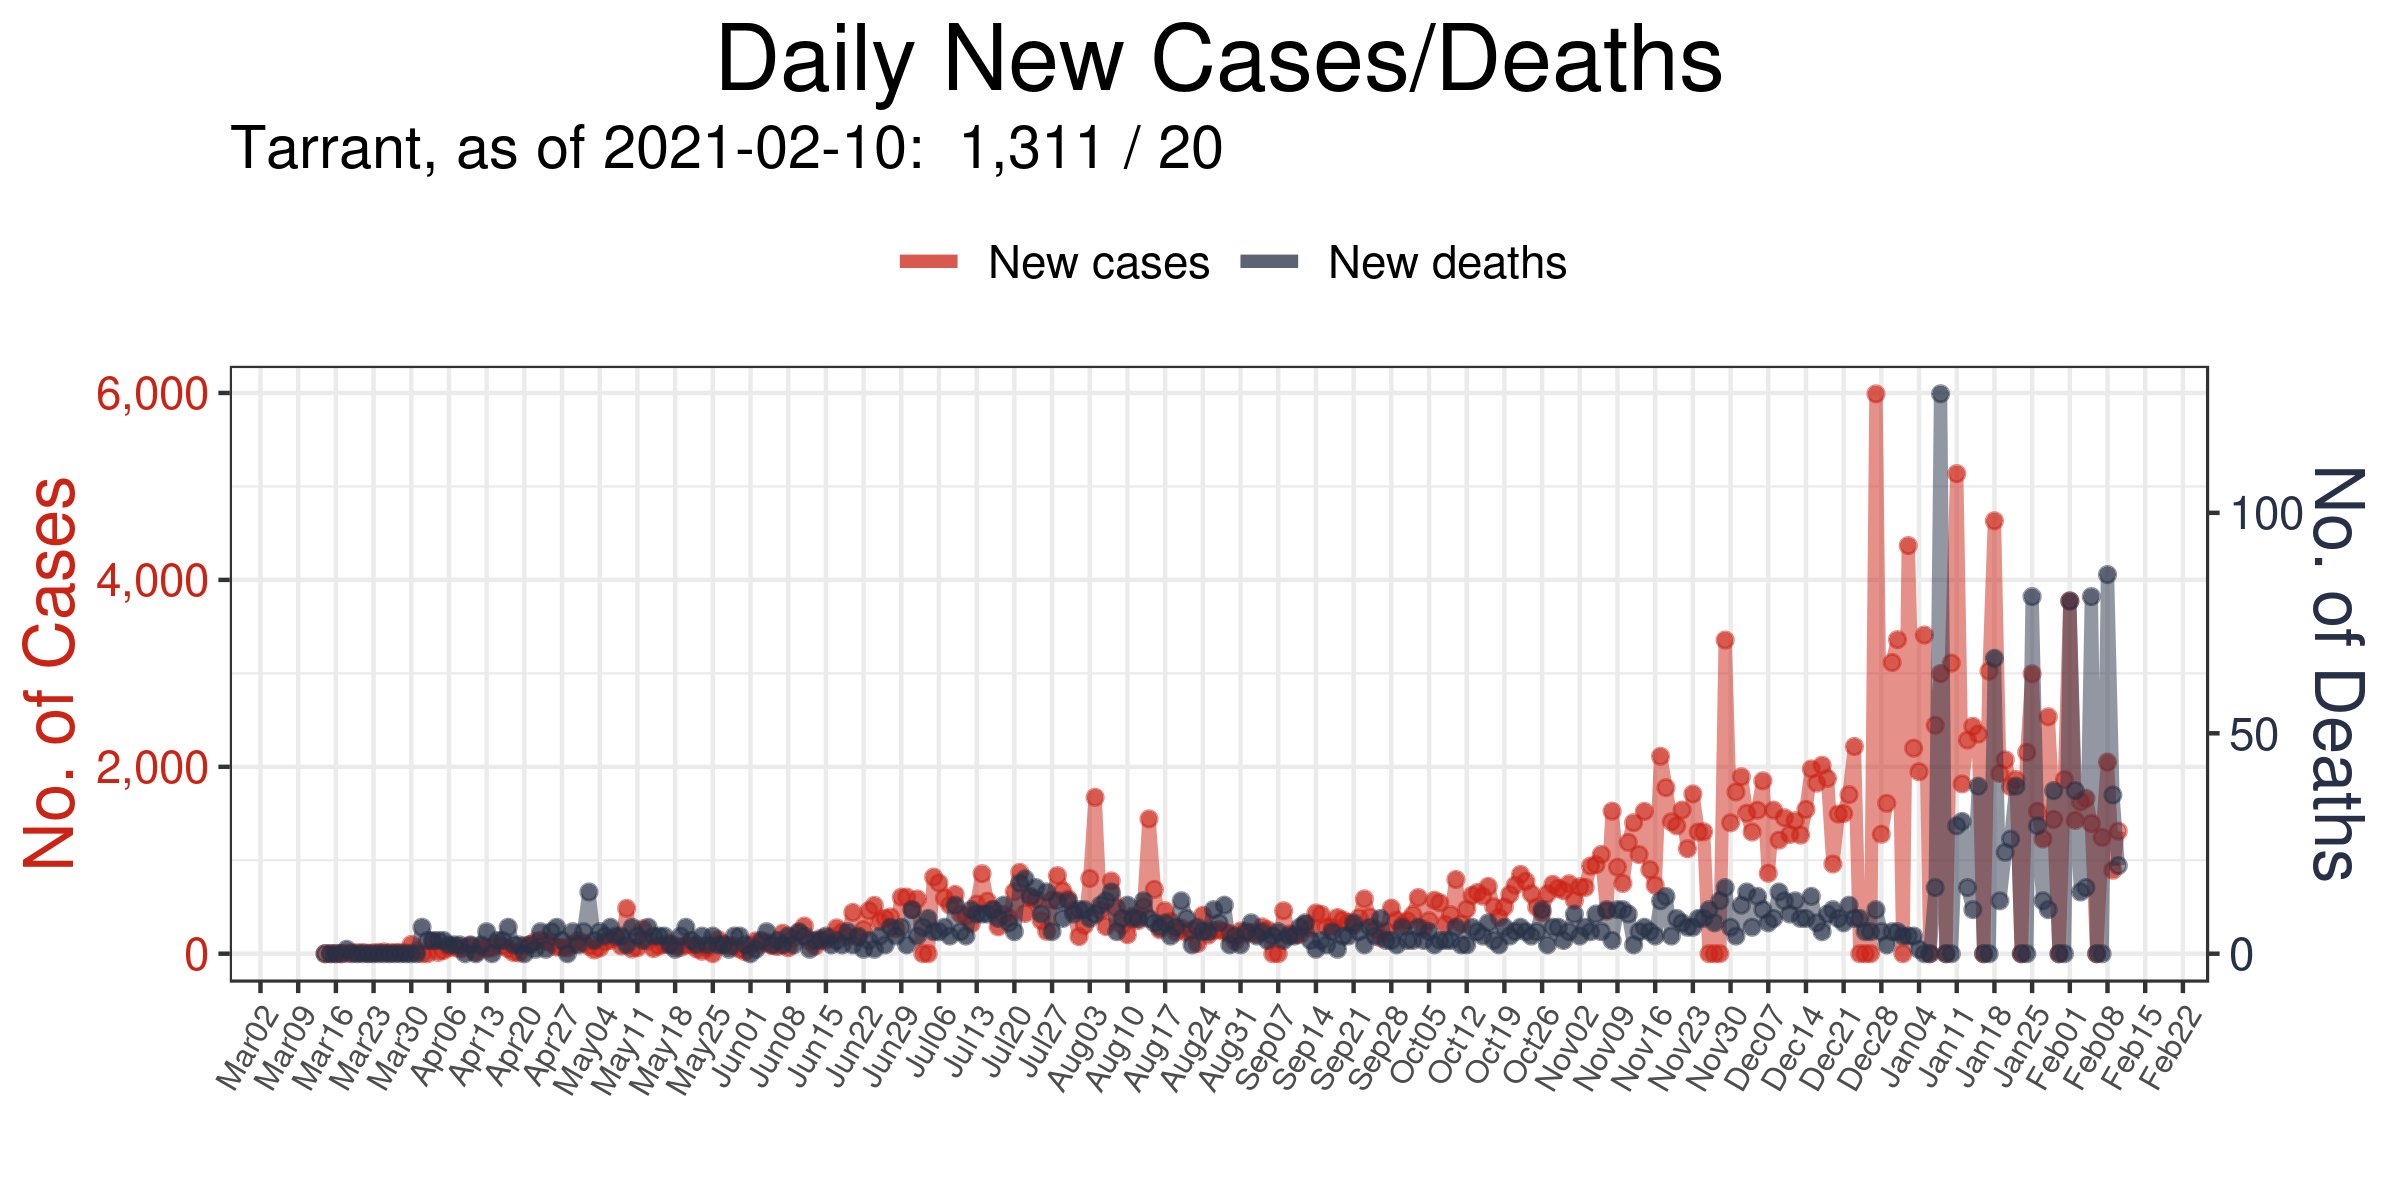 Daily New Cases/Deaths
Tarrant, as of 2021-02-10: 1,311 / 20
New cases
New deaths
No. of Cases
6,000
4,000
2,000
0
No. of Deaths
100
50
0
Mar02
Mar09
Mar16
Mar23
Mar30
Apr06
Apr13
Apr20
Apr27
May04
May11
May18
May25
Jun01
Jun08
Jun15
Jun22
Jun29
Jul06
Jul13
Jul20
Jul27
Aug03
Aug10
Aug17
Aug24
Aug31
Sep07
Sep14
Sep21
Sep28
Oct05
Oct12
Oct19
Oct26
Nov02
Nov09
Nov16
Nov23
Nov30
Dec07
Dec14
Dec21
Dec28
Jan04
Jan11
Jan18
Jan25
Feb01
Feb08
Feb15
Feb22